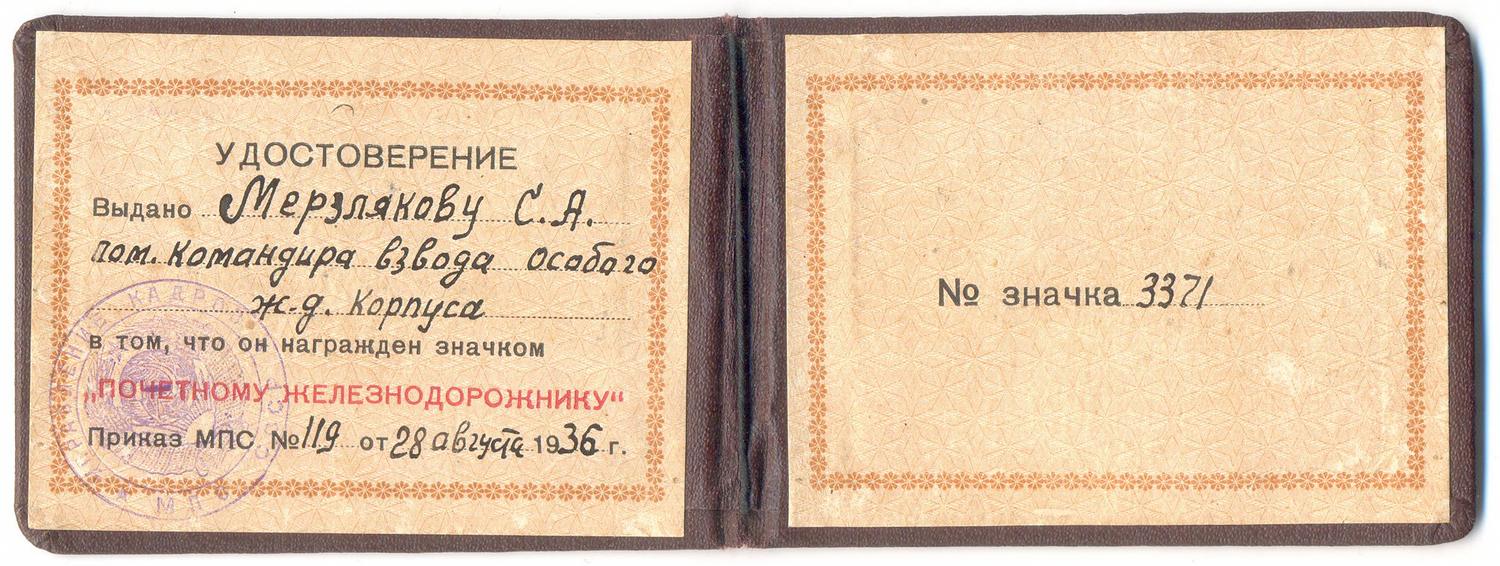 УДОСТОВЕРЕНИЕ
Выдано Мерзлякову С.А.
пом. Командира взвода особого
ж.д. Корпуса
в том, что он награжден значком
„ПОЧЕТНОМУ ЖЕЛЕЗНОДОРОЖНИКУ“
Приказ МПС №119 от 28 августа 1936 г.
№ значка 3371